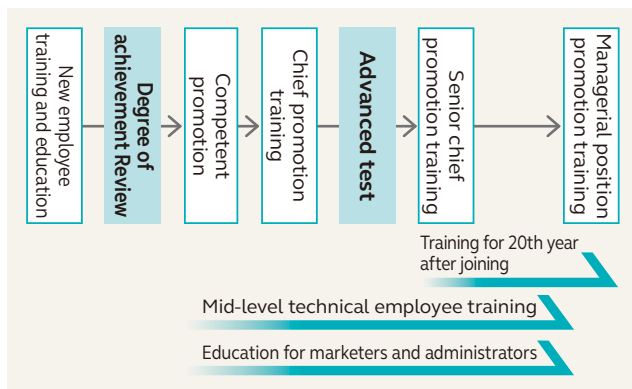 New employee
training and education
Degree of
achievement Review
Competent
promotion
Chief promotion
training
Advanced test
Senior chief
promotion training
Managerial position
promotion training
Training for 20th year
after joining
Mid-level technical employee training
Education for marketers and administrators